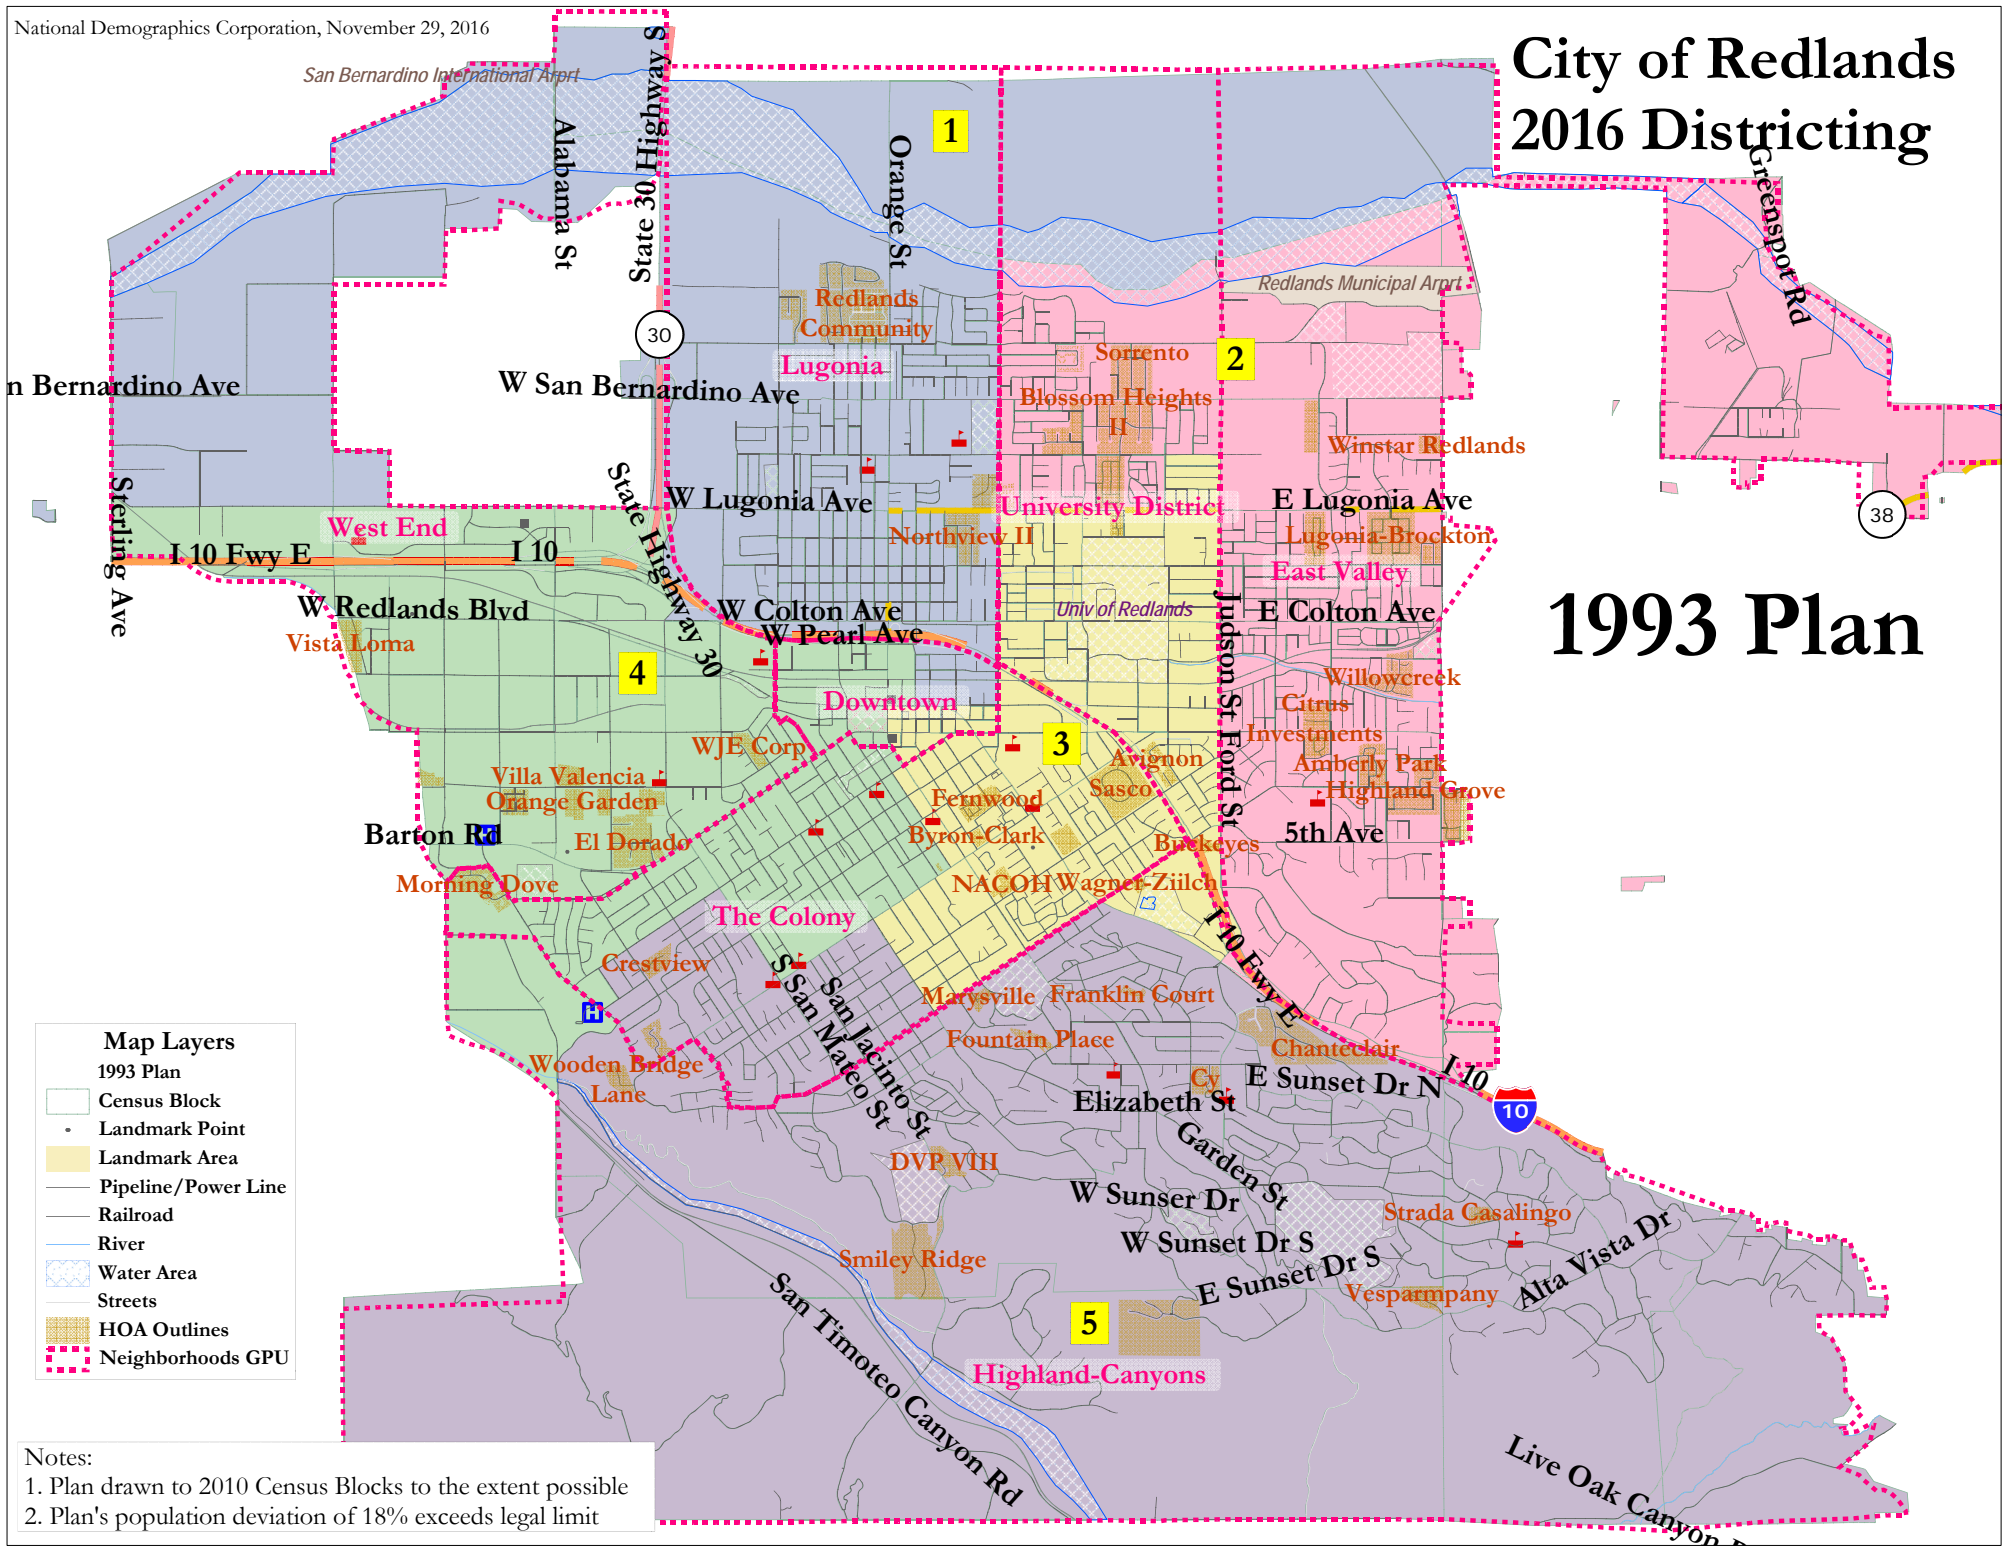 National Demographics Corporation, November 29, 2016
City of Redlands
2016 Districting
1993 Plan
San Bernardino International Arprt
Alabama St
State 30 Highway S
Orange St
1
Greenspot Rd
Redlands Municipal Arprt
Redlands
Community
30
Lugonia
Sorrento
2
n Bernardino Ave
W San Bernardino Ave
Blossom Heights
II
Winstar Redlands
Sterling Ave
West End
State Highway 30
W Lugonia Ave
University District
E Lugonia Ave
38
I 10 Fwy E
I 10
Northview II
Lugonia-Brockton
East Valley
W Redlands Blvd
W Colton Ave
Univ of Redlands
E Colton Ave
W Pearl Ave
Vista Loma
4
Judson St
Ford St
Willowcreek
Downtown
Citrus
Investments
WJE Corp
3
Avignon
Amberly Park
Villa Valencia
Orange Garden
Fernwood
Sasco
Highland Grove
Barton Rd
H
El Dorado
Byron-Clark
Buckeyes
5th Ave
Morning Dove
NACOH
Wagner-Ziilch
The Colony
I 10 Fwy E
Crestview
S San Mateo St
San Jacinto St
Marysville
Franklin Court
H
Fountain Place
Chanteclair
I 10
Wooden Bridge
Lane
Cy
E Sunset Dr N
Elizabeth St
10
Garden St
DVP VIII
W Sunser Dr
Strada Casalingo
W Sunset Dr S
Alta Vista Dr
Smiley Ridge
E Sunset Dr S
Vesparmpany
San Timoteo Canyon Rd
5
Highland-Canyons
Live Oak Canyon R
Map Layers
1993 Plan
Census Block
Landmark Point
Landmark Area
Pipeline/Power Line
Railroad
River
Water Area
Streets
HOA Outlines
Neighborhoods GPU
Notes:
1. Plan drawn to 2010 Census Blocks to the extent possible
2. Plan's population deviation of 18% exceeds legal limit